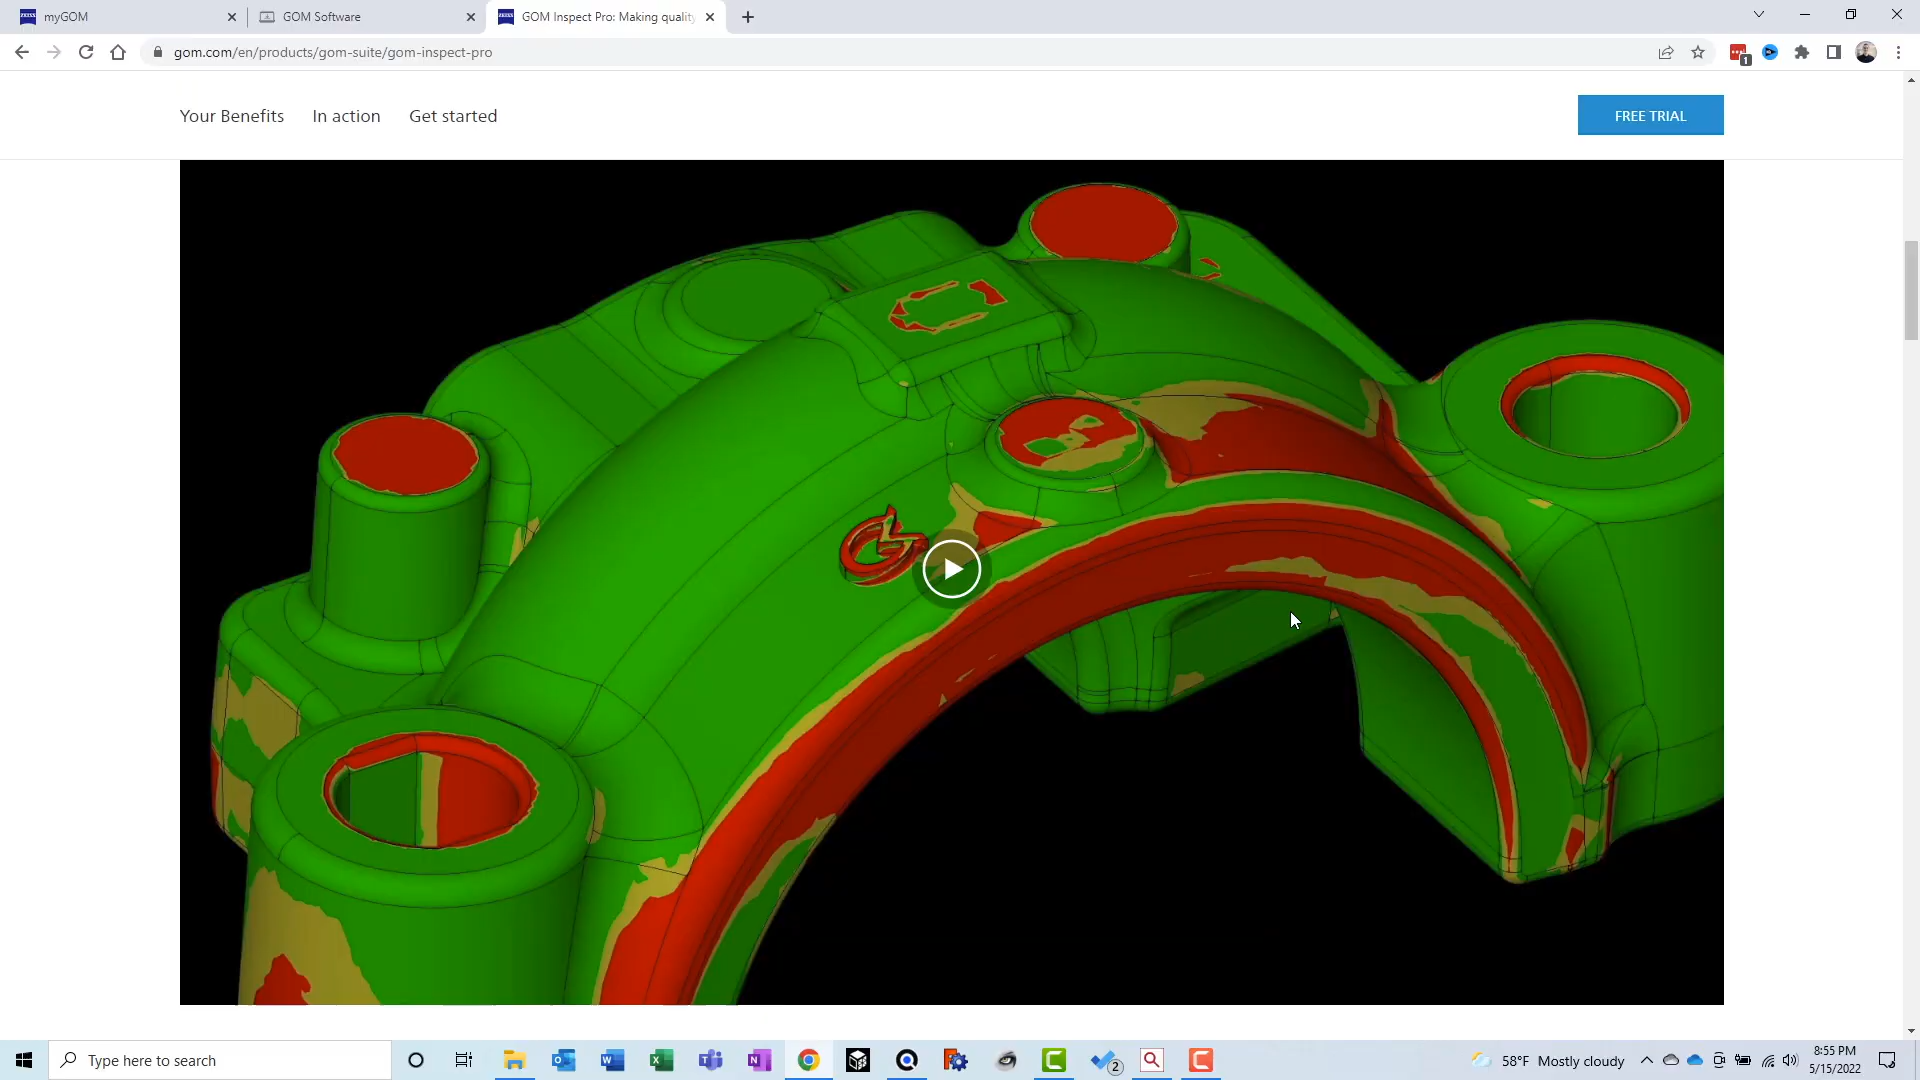 myGOM
GOM Software
GOM Inspect Pro: Making quality
gom.com/en/products/gom-suite/gom-inspect-pro
1
Your Benefits
In action
Get started
FREE TRIAL
Type here to search
2
58°F Mostly cloudy
8:55 PM
5/15/2022